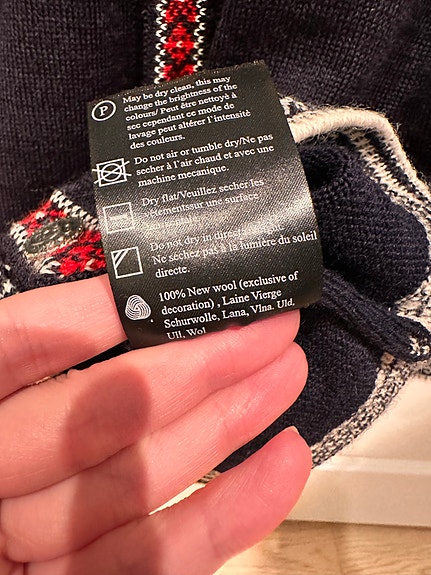 P
May be dry clean, this may
change the brightness of the
colours/ Peut être nettoyé à
sec cependant ce mode de
lavage peut altérer l'intensité
des couleurs.
Do not air or tumble dry/Ne pas
secher à l'air chaud et avec une
machine mecanique.
Dry flat/Veuillez secher les
vêtementssur une surface
Do not dry in direct
Ne séchez pas à la lumière du soleil
directe.
100% New wool (exclusive of
decoration) , Laine Vierge
Schurwolle, Lana, Vlna. Uld.
Ull, Wol